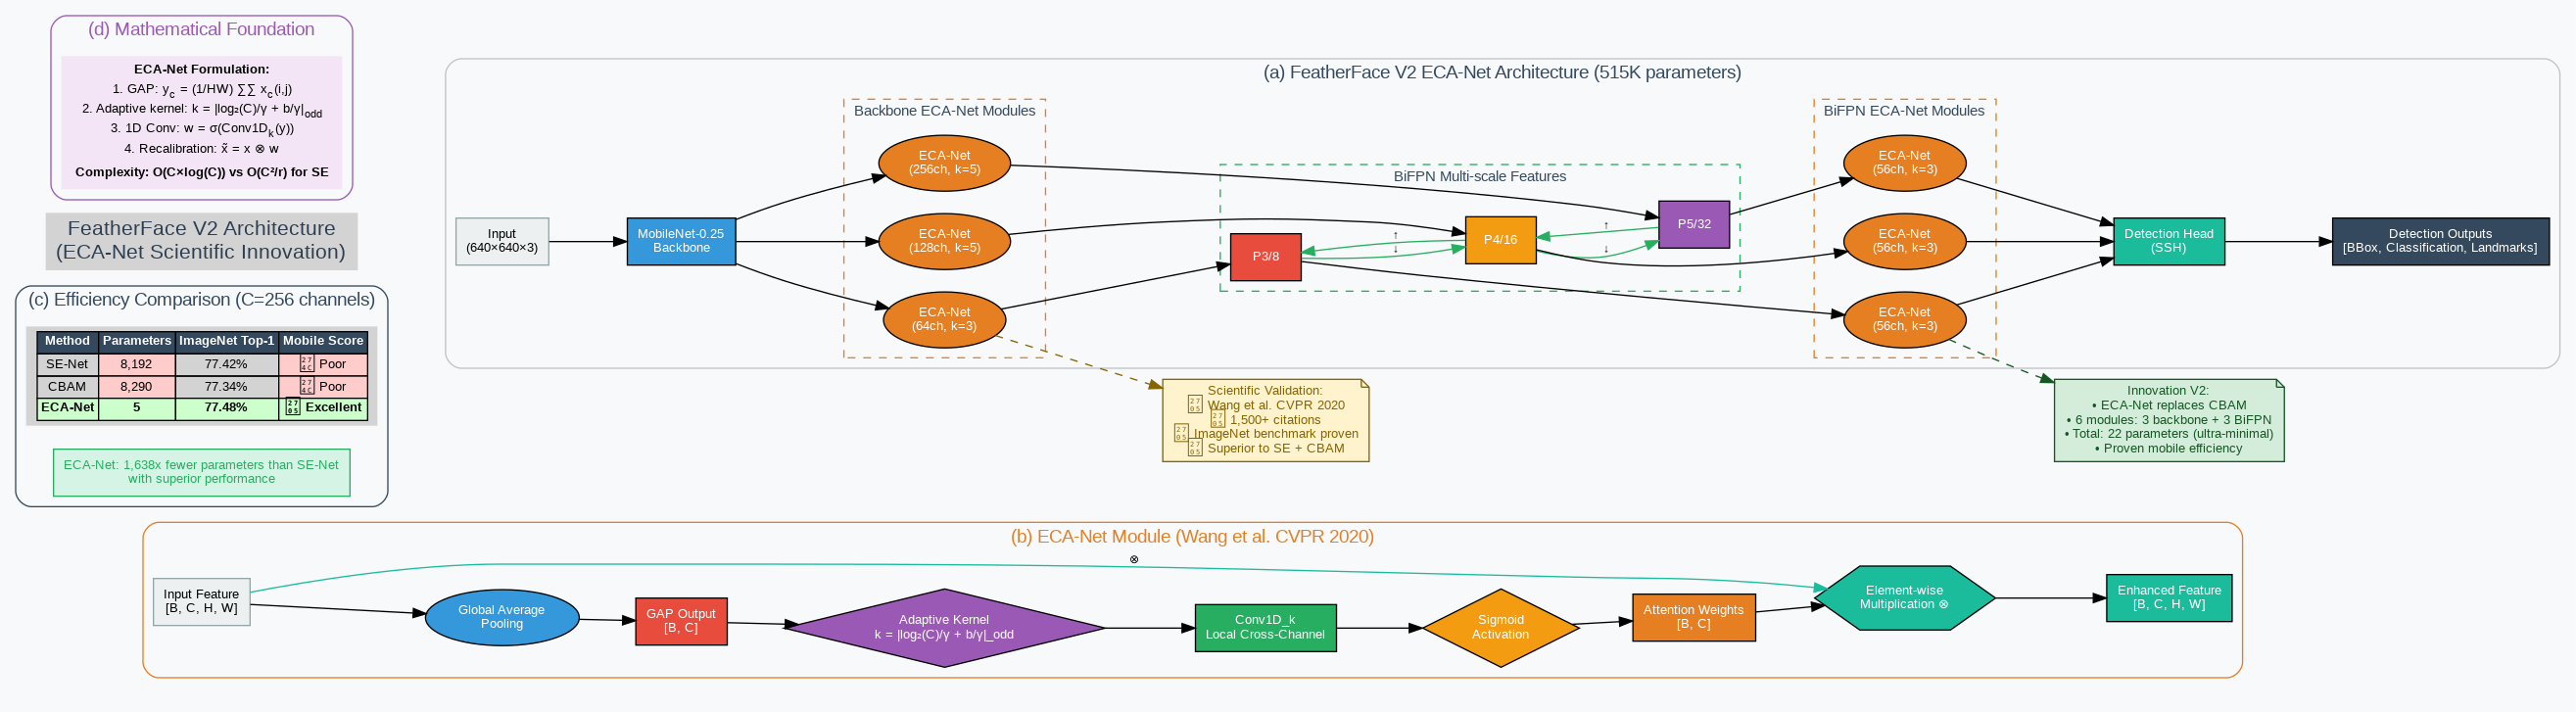 (d) Mathematical Foundation
ECA-Net Formulation:
1. GAP: y_c = (1/HW) ∑∑ x_c(i,j)
2. Adaptive kernel: k = |log₂(C)/γ + b/γ|_odd
3. 1D Conv: w = σ(Conv1D_k(y))
4. Recalibration: x̃ = x ⊗ w
Complexity: O(C×log(C)) vs O(C²/r) for SE
FeatherFace V2 Architecture
(ECA-Net Scientific Innovation)
(c) Efficiency Comparison (C=256 channels)
Method Parameters ImageNet Top-1 Mobile Score
SE-Net 8,192 77.42% 274C Poor
CBAM 8,290 77.34% 274C Poor
ECA-Net 5 77.48% 2705 Excellent
ECA-Net: 1,638x fewer parameters than SE-Net
with superior performance
(a) FeatherFace V2 ECA-Net Architecture (515K parameters)
Input
(640×640×3)
MobileNet-0.25
Backbone
Backbone ECA-Net Modules
ECA-Net
(256ch, k=5)
ECA-Net
(128ch, k=5)
ECA-Net
(64ch, k=3)
BiFPN Multi-scale Features
P3/8
↑
↓
P4/16
↑
↓
P5/32
BiFPN ECA-Net Modules
ECA-Net
(56ch, k=3)
ECA-Net
(56ch, k=3)
ECA-Net
(56ch, k=3)
Detection Head
(SSH)
Detection Outputs
[BBox, Classification, Landmarks]
Scientific Validation:
2705 Wang et al. CVPR 2020
2705 1,500+ citations
2705 ImageNet benchmark proven
2705 Superior to SE + CBAM
Innovation V2:
• ECA-Net replaces CBAM
• 6 modules: 3 backbone + 3 BiFPN
• Total: 22 parameters (ultra-minimal)
• Proven mobile efficiency
(b) ECA-Net Module (Wang et al. CVPR 2020)
⊗
Input Feature
[B, C, H, W]
Global Average
Pooling
GAP Output
[B, C]
Adaptive Kernel
k = |log₂(C)/γ + b/γ|_odd
Conv1D_k
Local Cross-Channel
Sigmoid
Activation
Attention Weights
[B, C]
Element-wise
Multiplication ⊗
Enhanced Feature
[B, C, H, W]